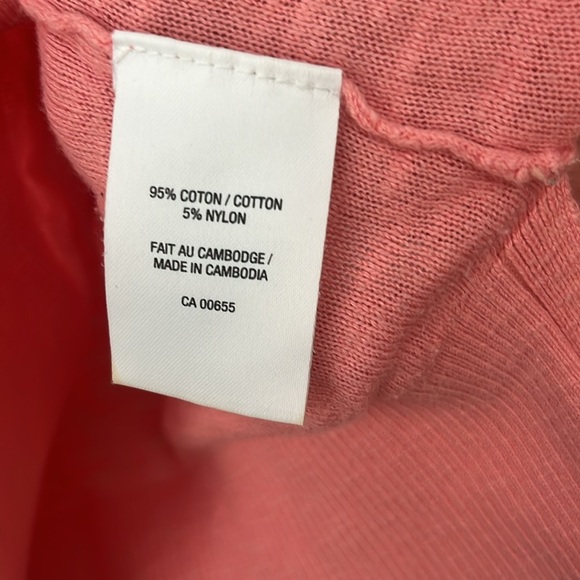 95% COTON / COTTON
5% NYLON
FAIT AU CAMBODGE /
MADE IN CAMBODIA
CA 00655